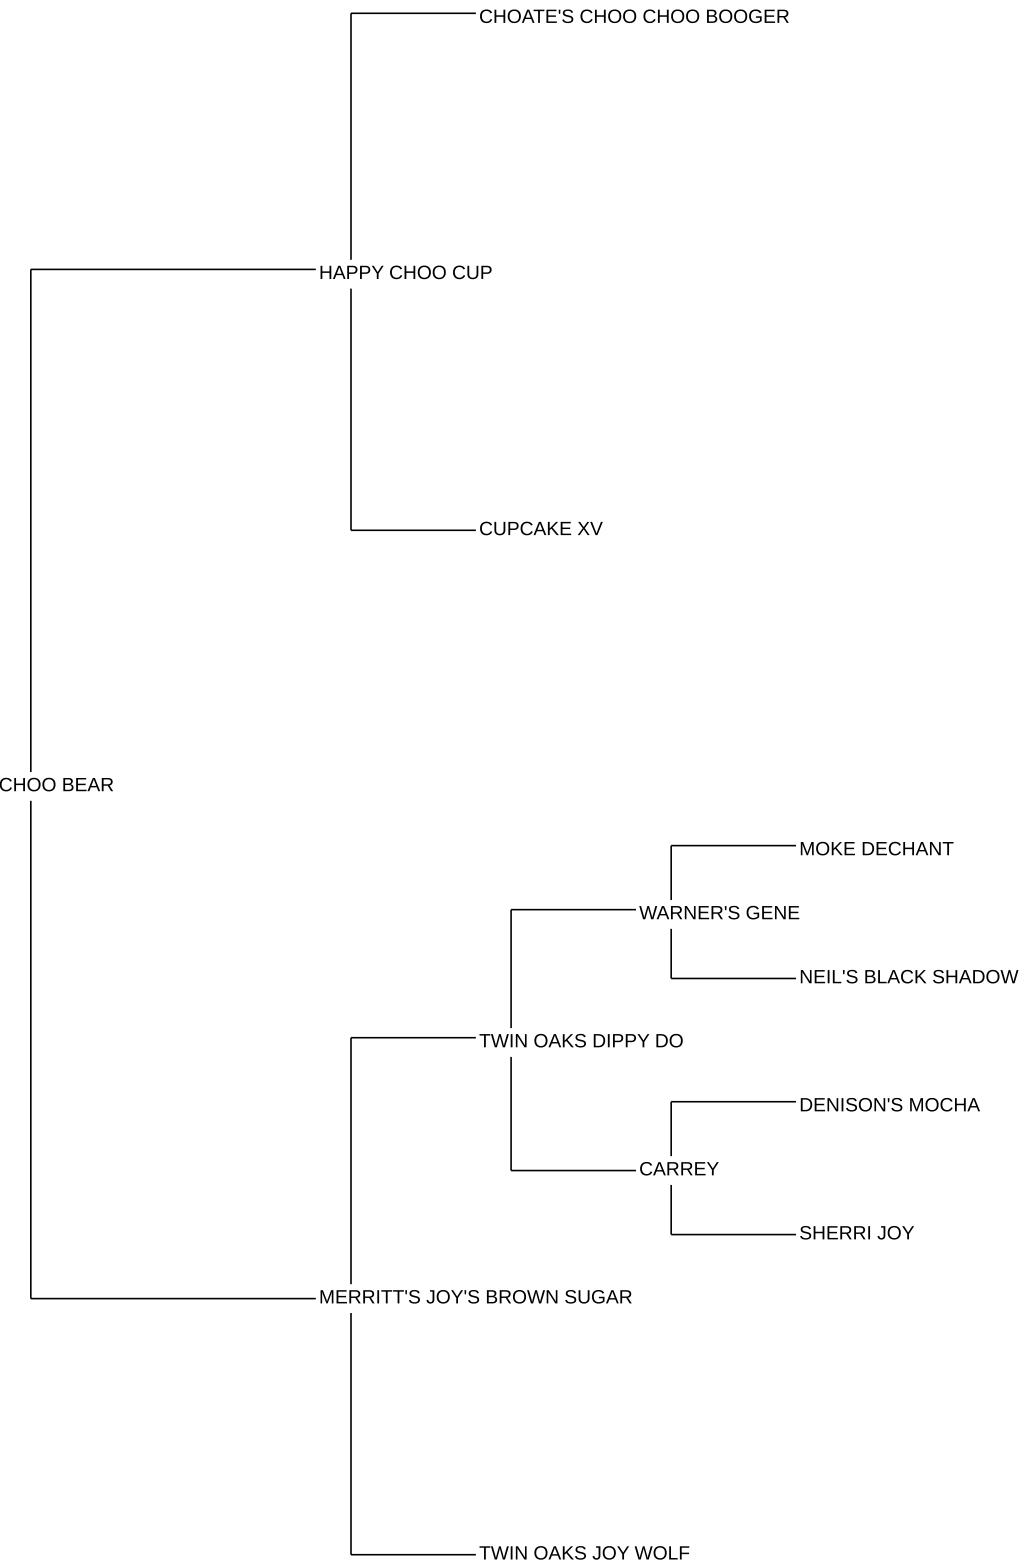 CHOATE'S CHOO CHOO BOOGER
HAPPY CHOO CUP
CUPCAKE XV
CHOO BEAR
MOKE DECHANT
WARNER'S GENE
NEIL'S BLACK SHADOW
TWIN OAKS DIPPY DO
DENISON'S MOCHA
CARREY
SHERRI JOY
MERRITT'S JOY'S BROWN SUGAR
TWIN OAKS JOY WOLF